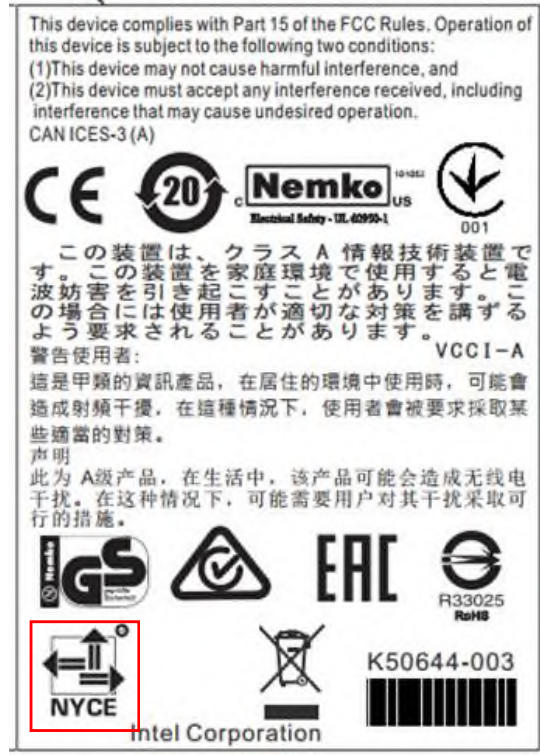 This device complies with Part 15 of the FCC Rules. Operation of
this device is subject to the following two conditions:
(1)This device may not cause harmful interference, and
(2)This device must accept any interference received, including
interference that may cause undesired operation.
CAN ICES-3 (A)
CE
20
c Nemko US
Electrical Safety - UL 60950-1
001
この装置は、クラス A 情報技術装置で
す。この装置を家庭環境で使用すると電
波妨害を引き起こすことがあります。こ
の場合には使用者が適切な対策を講ずる
よう要求されることがあります。
VCCI-A
警告使用者:
這是甲類的資訊產品，在居住的環境中使用時，可能會
造成射頻干擾，在這種情況下，使用者會被要求採取某
些適當的對策。
声明
此为 A级产品，在生活中，该产品可能会造成无线电
干扰。在这种情况下，可能需要用户对其干扰采取可
行的措施。
Nemko
GS
geprüfte
Sicherheit
EAC
R33025
RoHS
NYCE
K50644-003
Intel Corporation